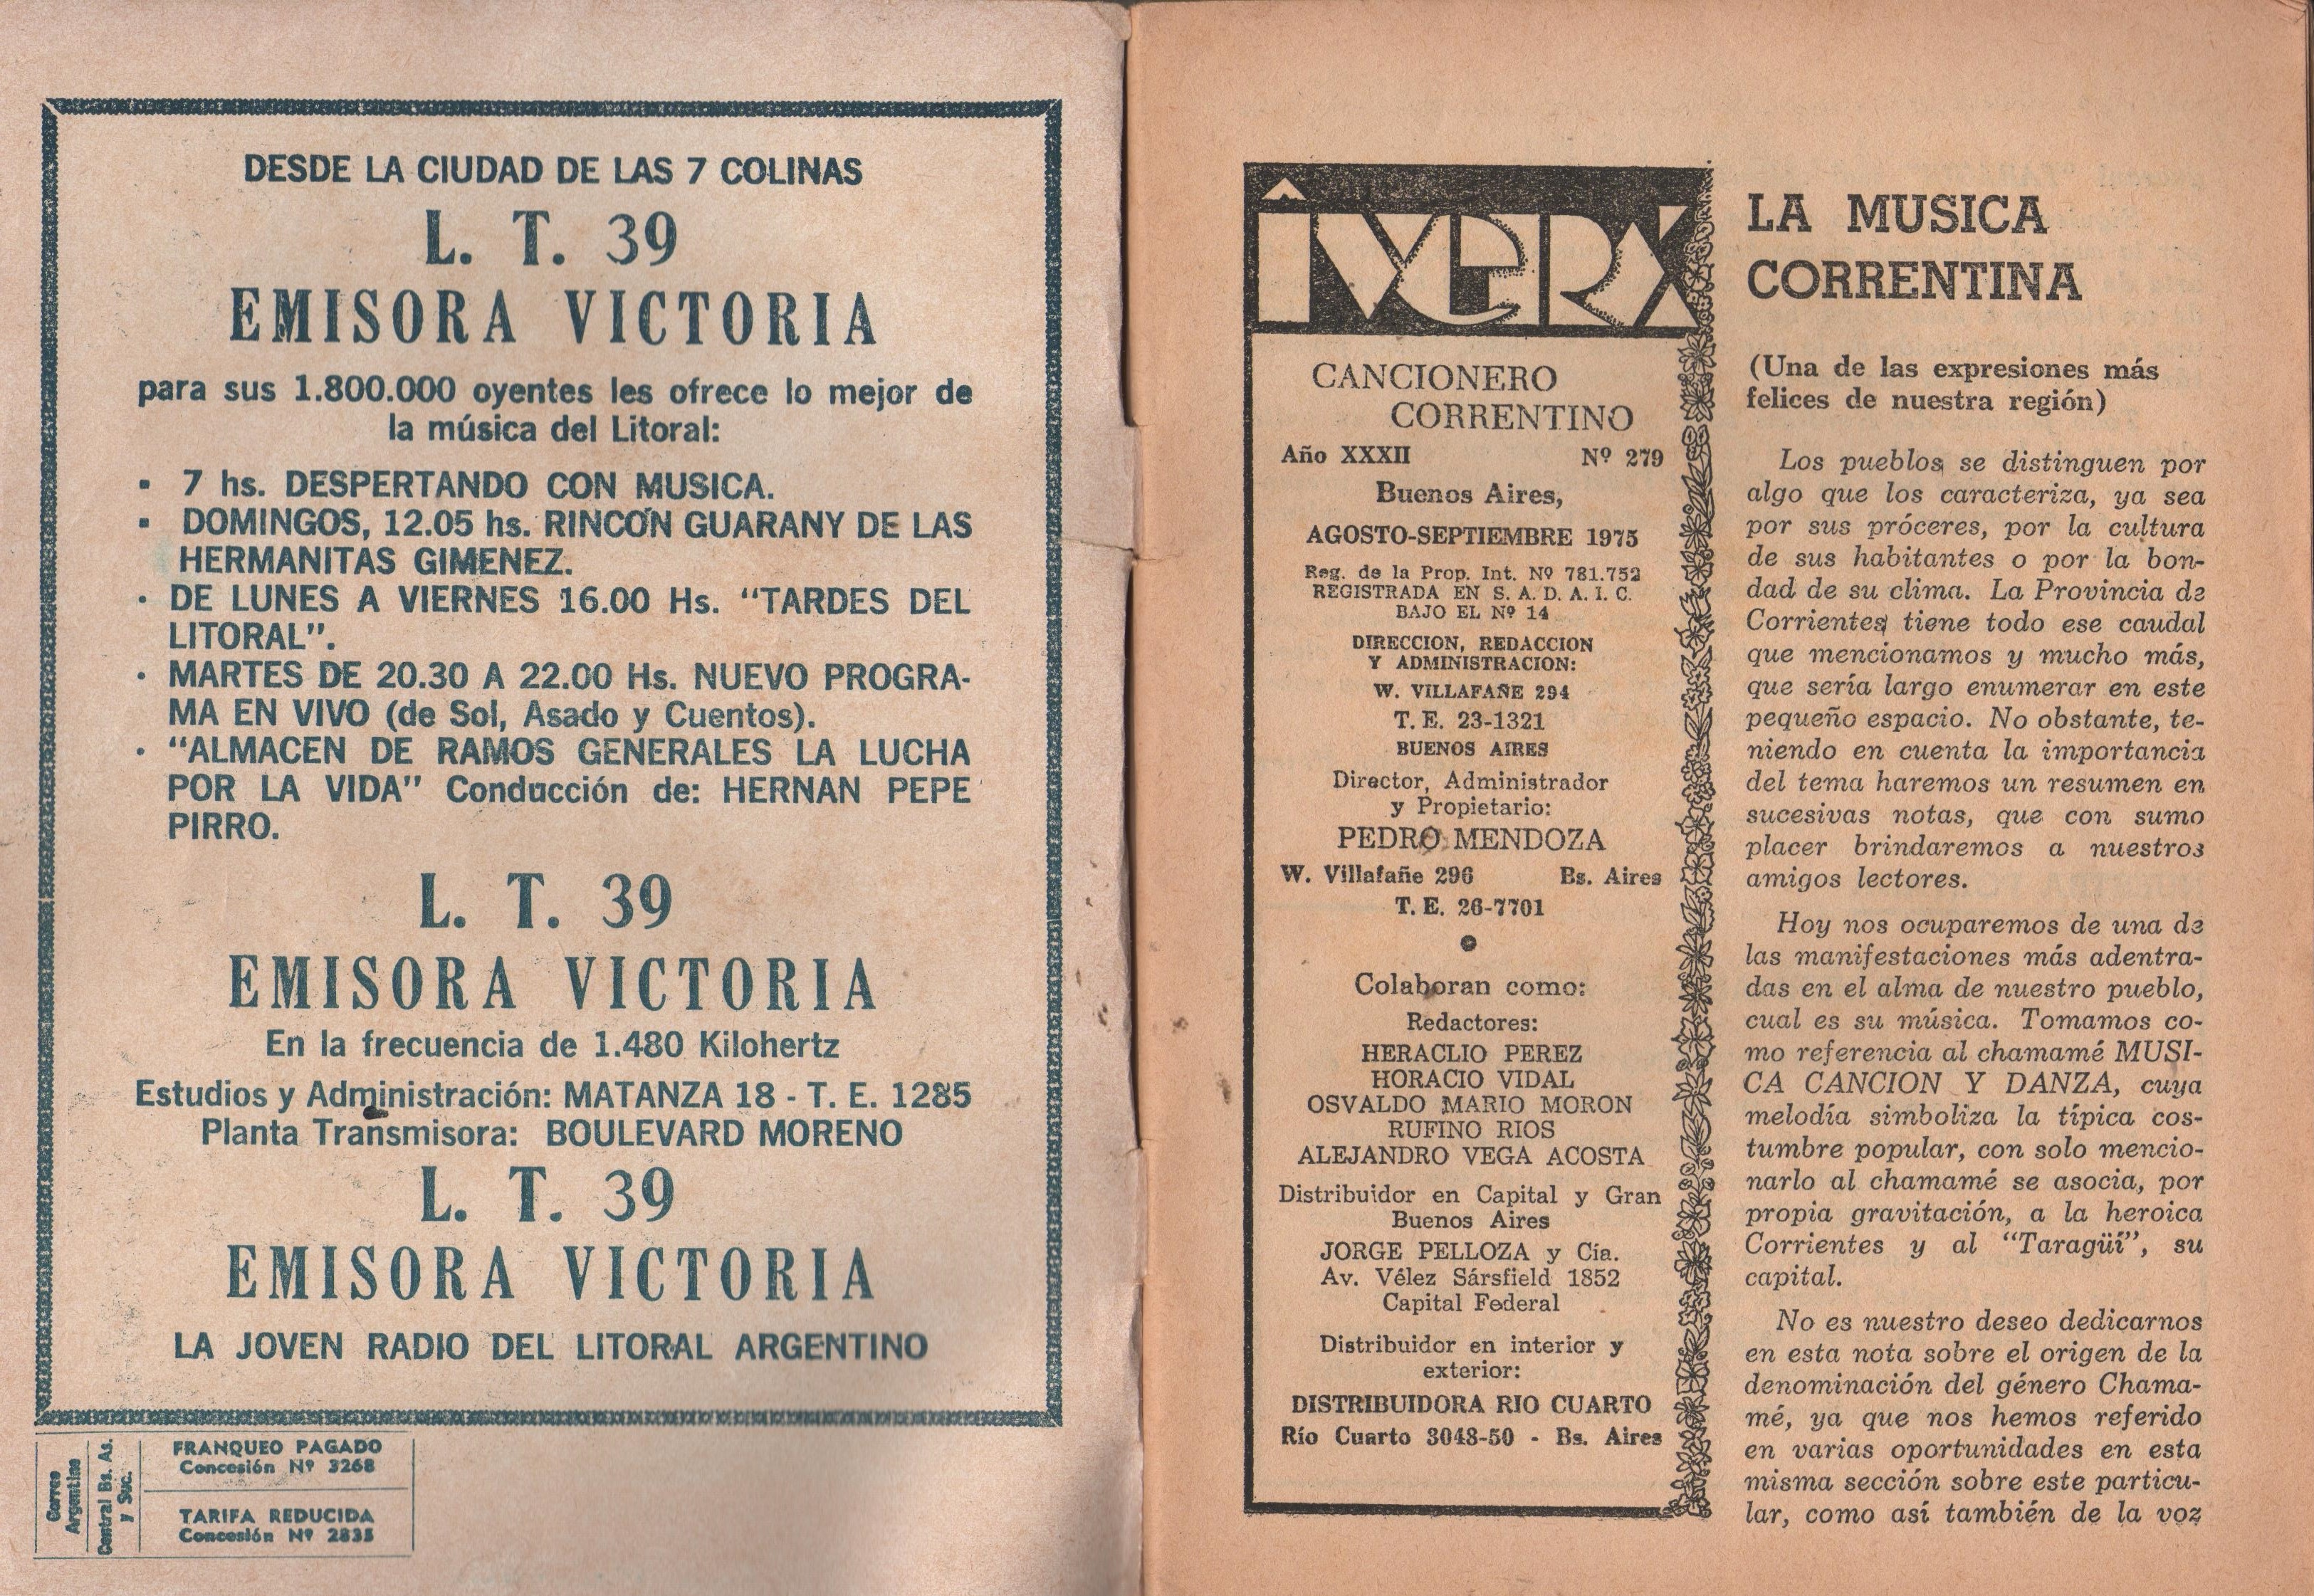 DESDE LA CIUDAD DE LAS 7 COLINAS
L. T. 39
EMISORA VICTORIA
para sus 1.800.000 oyentes les ofrece lo mejor de
la música del Litoral:
▪ 7 hs. DESPERTANDO CON MUSICA.
▪ DOMINGOS, 12.05 hs. RINCON GUARANY DE LAS
HERMANITAS GIMENEZ.
· DE LUNES A VIERNES 16.00 Hs. “TARDES DEL
LITORAL”.
· MARTES DE 20.30 A 22.00 Hs. NUEVO PROGRA-
MA EN VIVO (de Sol, Asado y Cuentos).
· “ALMACEN DE RAMOS GENERALES LA LUCHA
POR LA VIDA” Conducción de: HERNAN PEPE
PIRRO.
L. T. 39
EMISORA VICTORIA
En la frecuencia de 1.480 Kilohertz
Estudios y Administración: MATANZA 18 - T. E. 1285
Planta Transmisora: BOULEVARD MORENO
L. T. 39
EMISORA VICTORIA
LA JOVEN RADIO DEL LITORAL ARGENTINO
Correo
Argentino
Central Bs. As.
y Suc.
FRANQUEO PAGADO
Concesión Nº 3268
TARIFA REDUCIDA
Concesión Nº 2835
IVERA
CANCIONERO
CORRENTINO
Año XXXII Nº 279
Buenos Aires,
AGOSTO-SEPTIEMBRE 1975
Reg. de la Prop. Int. Nº 781.752
REGISTRADA EN S. A. D. A. I. C.
BAJO EL Nº 14
DIRECCION, REDACCION
Y ADMINISTRACION:
W. VILLAFAÑE 294
T. E. 23-1321
BUENOS AIRES
Director, Administrador
y Propietario:
PEDRO MENDOZA
W. Villafañe 296 Bs. Aires
T. E. 26-7701
Colaboran como:
Redactores:
HERACLIO PEREZ
HORACIO VIDAL
OSVALDO MARIO MORON
RUFINO RIOS
ALEJANDRO VEGA ACOSTA
Distribuidor en Capital y Gran
Buenos Aires
JORGE PELLOZA y Cía.
Av. Vélez Sársfield 1852
Capital Federal
Distribuidor en interior y
exterior:
DISTRIBUIDORA RIO CUARTO
Río Cuarto 3048-50 - Bs. Aires
LA MUSICA
CORRENTINA
(Una de las expresiones más
felices de nuestra región)
Los pueblos se distinguen por
algo que los caracteriza, ya sea
por sus próceres, por la cultura
de sus habitantes o por la bon-
dad de su clima. La Provincia de
Corrientes tiene todo ese caudal
que mencionamos y mucho más,
que sería largo enumerar en este
pequeño espacio. No obstante, te-
niendo en cuenta la importancia
del tema haremos un resumen en
sucesivas notas, que con sumo
placer brindaremos a nuestros
amigos lectores.
Hoy nos ocuparemos de una de
las manifestaciones más adentra-
das en el alma de nuestro pueblo,
cual es su música. Tomamos co-
mo referencia al chamamé MUSI-
CA CANCION Y DANZA, cuya
melodía simboliza la típica cos-
tumbre popular, con solo mencio-
narlo al chamamé se asocia, por
propia gravitación, a la heroica
Corrientes y al “Taragüí”, su
capital.
No es nuestro deseo dedicarnos
en esta nota sobre el origen de la
denominación del género Chama-
mé, ya que nos hemos referido
en varias oportunidades en esta
misma sección sobre este particu-
lar, como así también de la voz